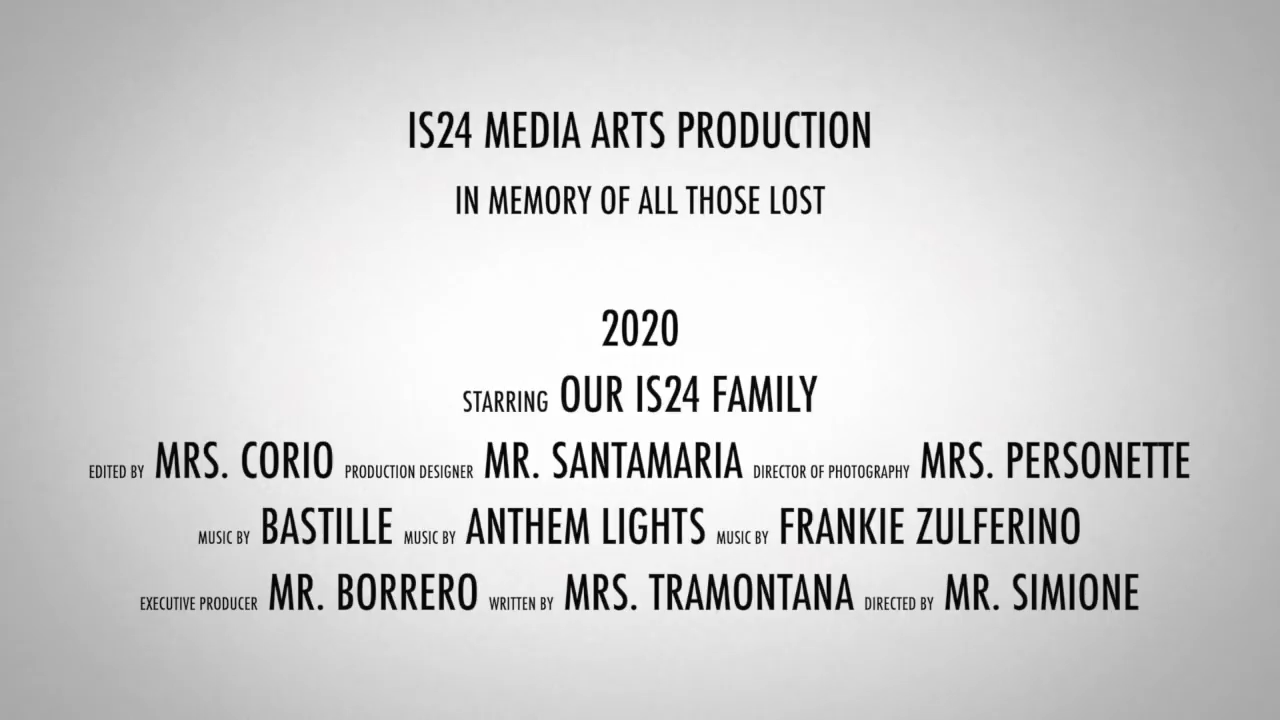 IS24 MEDIA ARTS PRODUCTION
IN MEMORY OF ALL THOSE LOST
2020
STARRING OUR IS24 FAMILY
EDITED BY MRS. CORIO PRODUCTION DESIGNER MR. SANTAMARIA DIRECTOR OF PHOTOGRAPHY MRS. PERSONETTE
MUSIC BY BASTILLE MUSIC BY ANTHEM LIGHTS MUSIC BY FRANKIE ZULFERINO
EXECUTIVE PRODUCER MR. BORRERO WRITTEN BY MRS. TRAMONTANA DIRECTED BY MR. SIMIONE